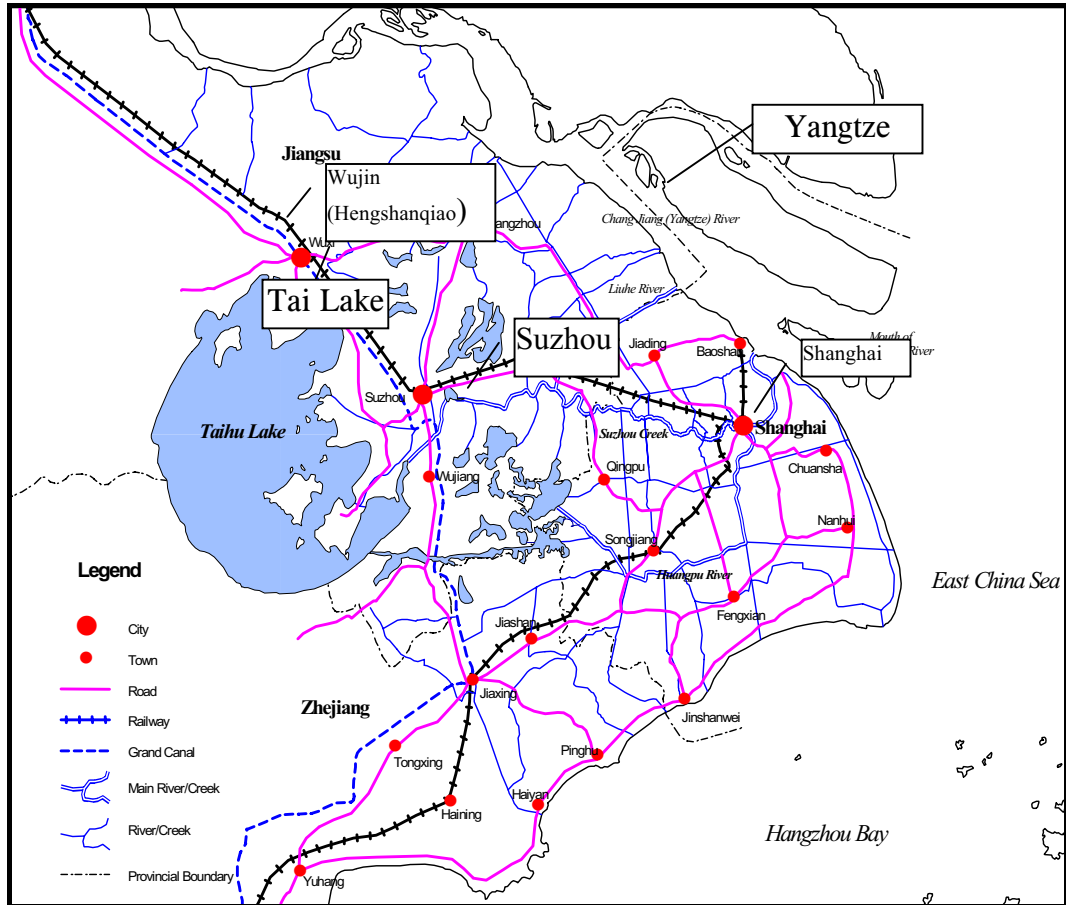 Yangtze
Jiangsu
Wujin
(Hengshanqiao)
angzhou
Chang Jiang (Yangtze) River
Wuxi
Tai Lake
Liuhe River
Suzhou
Jiading
Baoshan
Mouth of
River
Shanghai
Suzhou
Taihu Lake
Suzhou Creek
Shanghai
Chuansha
Wujiang
Qingpu
Nanhui
Songjiang
Huangpu River
East China Sea
Fengxian
Jiashan
Jiaxing
Zhejiang
Jinshanwei
Tongxing
Pinghu
Haining
Haiyan
Hangzhou Bay
Yuhang
Legend
City
Town
Road
Railway
Grand Canal
Main River/Creek
River/Creek
Provincial Boundary